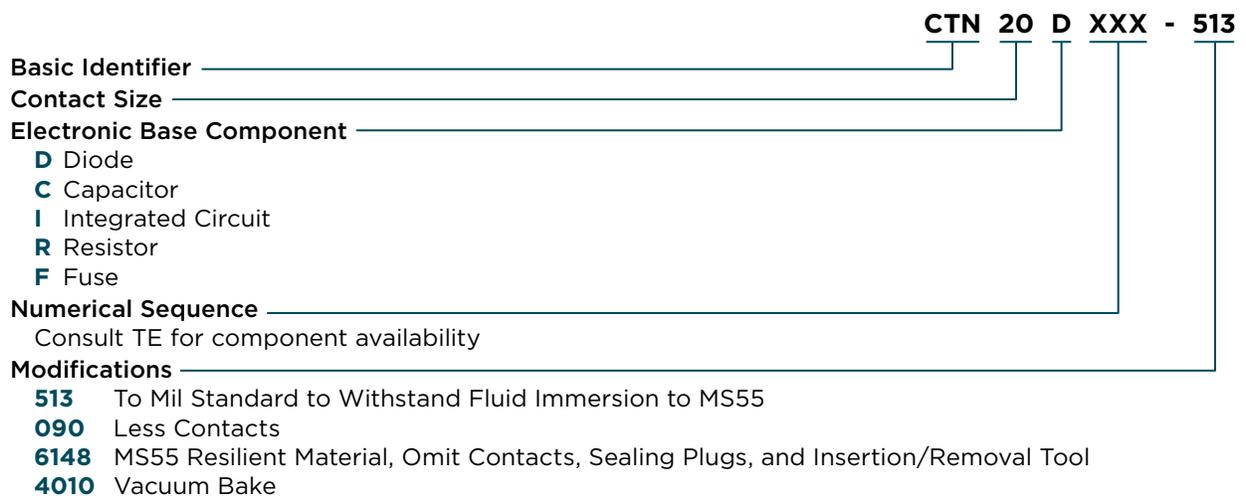 CTN 20 D XXX - 513
Basic Identifier
Contact Size
Electronic Base Component
D Diode
C Capacitor
I Integrated Circuit
R Resistor
F Fuse
Numerical Sequence
Consult TE for component availability
Modifications
513 To Mil Standard to Withstand Fluid Immersion to MS55
090 Less Contacts
6148 MS55 Resilient Material, Omit Contacts, Sealing Plugs, and Insertion/Removal Tool
4010 Vacuum Bake